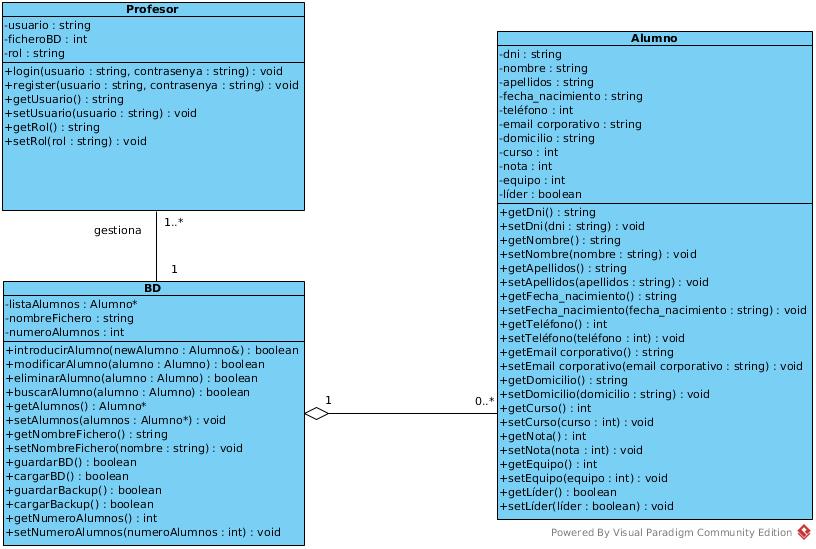 Profesor
-usuario : string
-ficheroBD : int
-rol : string
+login(usuario : string, contrasenya : string) : void
+register(usuario : string, contrasenya : string) : void
+getUsuario() : string
+setUsuario(usuario : string) : void
+getRol() : string
+setRol(rol : string) : void
gestiona
1..*
1
BD
-listaAlumnos : Alumno*
-nombreFichero : string
-numeroAlumnos : int
+introducirAlumno(newAlumno : Alumno&) : boolean
+modificarAlumno(alumno : Alumno) : boolean
+eliminarAlumno(alumno : Alumno) : boolean
+buscarAlumno(alumno : Alumno) : boolean
+getAlumnos() : Alumno*
+setAlumnos(alumnos : Alumno*) : void
+getNombreFichero() : string
+setNombreFichero(nombre : string) : void
+guardarBD() : boolean
+cargarBD() : boolean
+guardarBackup() : boolean
+cargarBackup() : boolean
+getNumeroAlumnos() : int
+setNumeroAlumnos(numeroAlumnos : int) : void
1
0..*
Alumno
-dni : string
-nombre : string
-apellidos : string
-fecha_nacimiento : string
-teléfono : int
-email corporativo : string
-domicilio : string
-curso : int
-nota : int
-equipo : int
-líder : boolean
+getDni() : string
+setDni(dni : string) : void
+getNombre() : string
+setNombre(nombre : string) : void
+getApellidos() : string
+setApellidos(apellidos : string) : void
+getFecha_nacimiento() : string
+setFecha_nacimiento(fecha_nacimiento : string) : void
+getTeléfono() : int
+setTeléfono(teléfono : int) : void
+getEmail corporativo() : string
+setEmail corporativo(email corporativo : string) : void
+getDomicilio() : string
+setDomicilio(domicilio : string) : void
+getCurso() : int
+setCurso(curso : int) : void
+getNota() : int
+setNota(nota : int) : void
+getEquipo() : int
+setEquipo(equipo : int) : void
+getLíder() : boolean
+setLíder(líder : boolean) : void
Powered By Visual Paradigm Community Edition